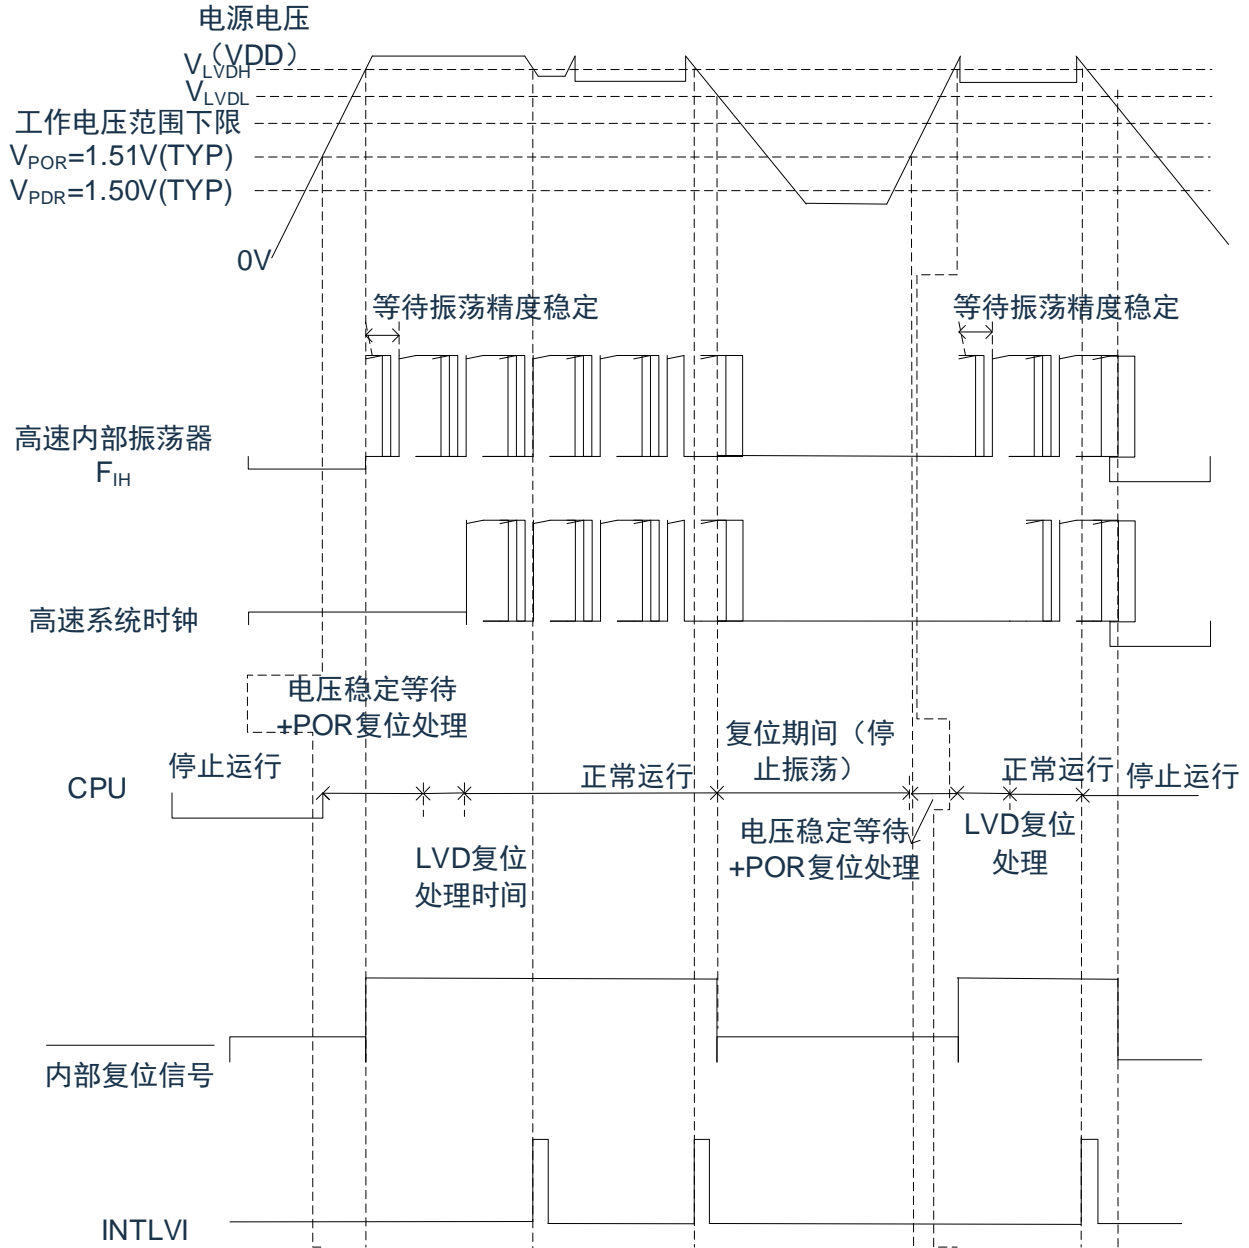 电源电压
（VDD）
VLVDH
VLVDL
工作电压范围下限
VPOR=1.51V(TYP)
VPDR=1.50V(TYP)
0V
等待振荡精度稳定
等待振荡精度稳定
高速内部振荡器
FIH
高速系统时钟
电压稳定等待
+POR复位处理
CPU
停止运行
正常运行
复位期间（停
止振荡）
正常运行
停止运行
LVD复位
处理时间
电压稳定等待
+POR复位处理
LVD复位
处理
内部复位信号
INTLVI